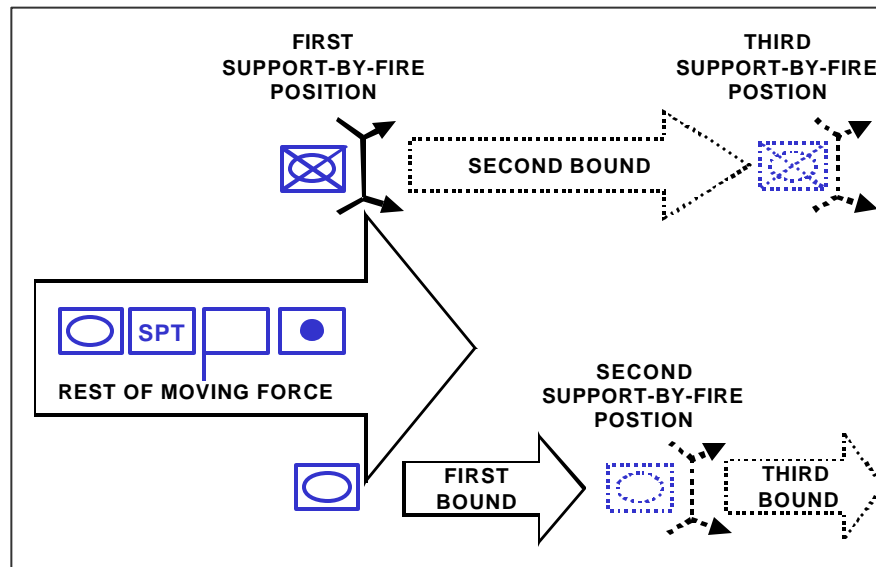 FIRST
SUPPORT-BY-FIRE
POSITION
THIRD
SUPPORT-BY-FIRE
POSTION
SECOND BOUND
SPT
REST OF MOVING FORCE
SECOND
SUPPORT-BY-FIRE
POSTION
FIRST
BOUND
THIRD
BOUND